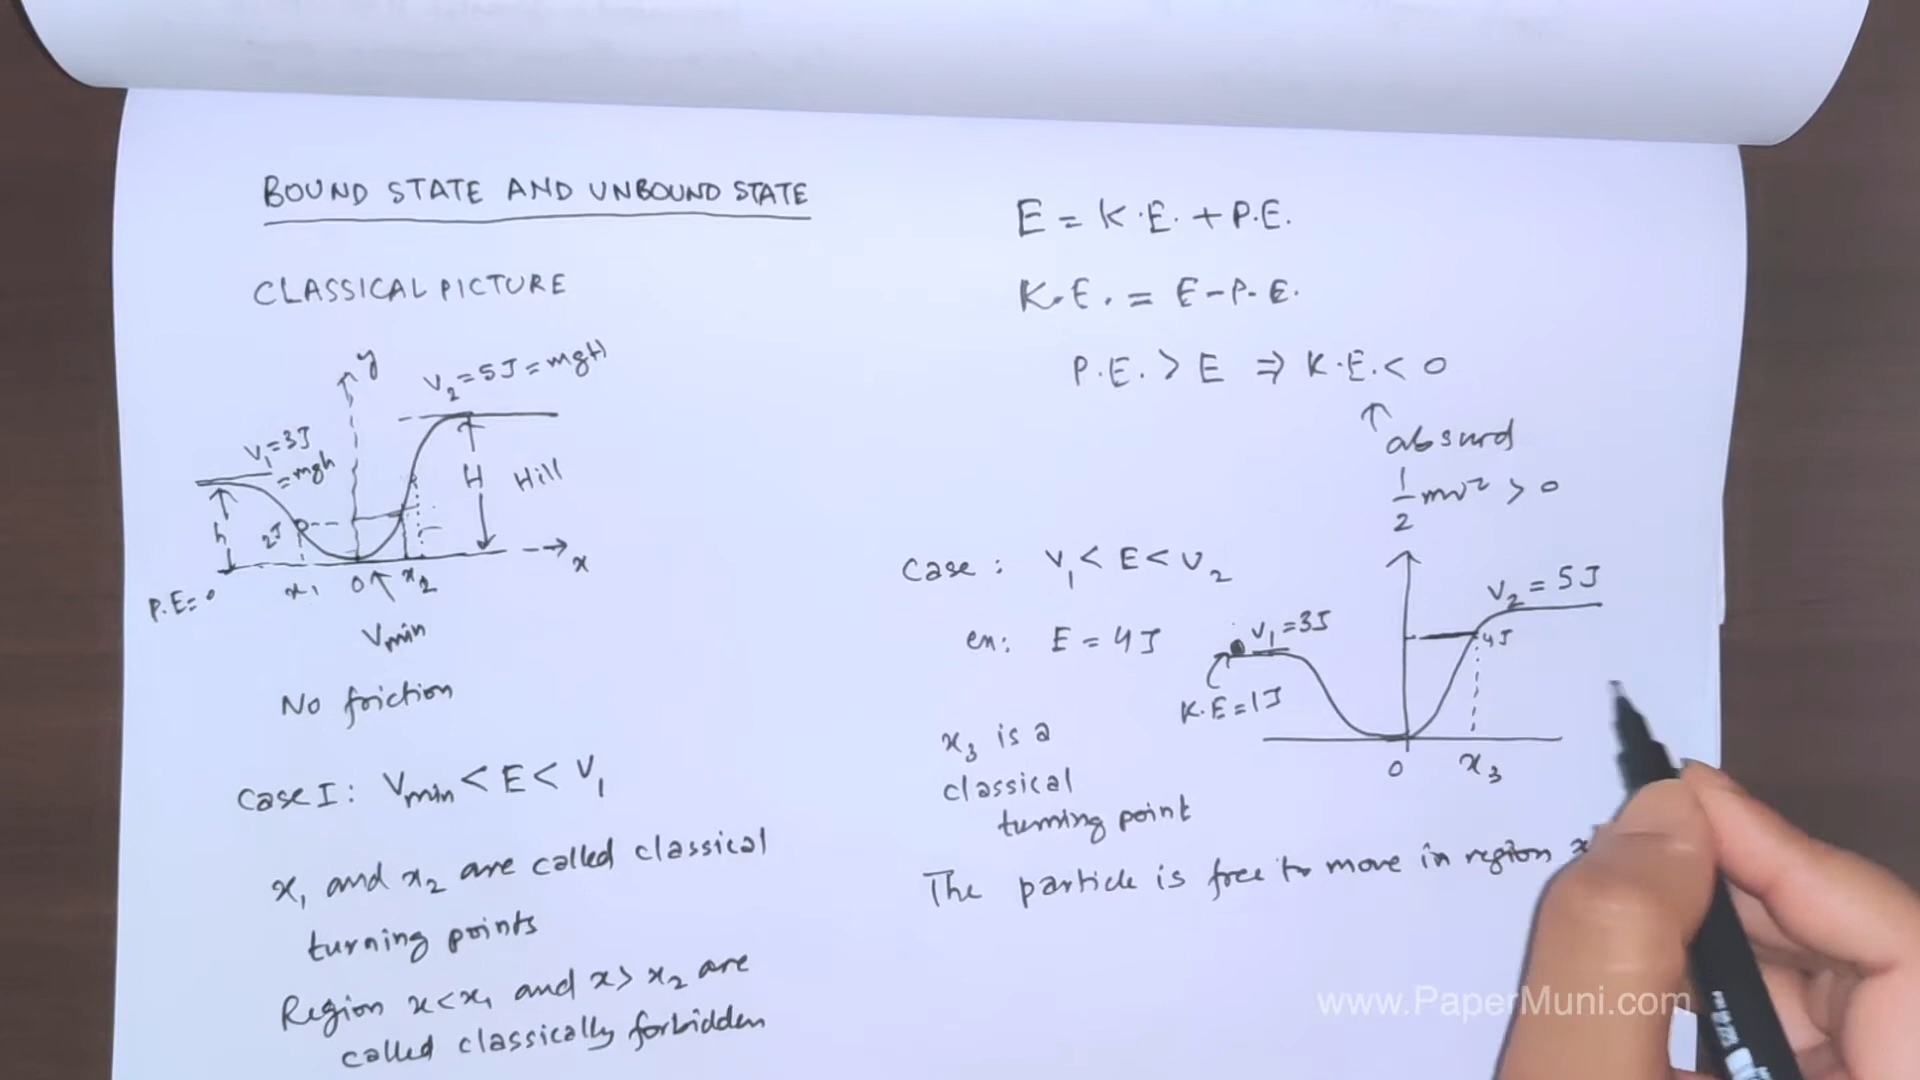 BOUND STATE AND UNBOUND STATE
CLASSICAL PICTURE
y
V₂ = 5J = mgH
V₁ = 3J
= mgh
H
Hill
h
2J
x
P.E = 0
x₁
0
x₂
Vmin
No friction
Case I : Vmin < E < V₁
x₁ and x₂ are called classical
turning points
Region x < x₁ and x > x₂ are
called classically forbidden
E = K.E. + P.E.
K.E. = E - P.E.
P.E. > E ⇒ K.E. < 0
↑
absurd
1/2 mv² > 0
Case : V₁ < E < V₂
en: E = 4J
V₁ = 3J
V₂ = 5J
4J
K.E = 1J
0
x₃
x₃ is a
classical
turning point
The particle is free to move in region x
www.PaperMuni.com